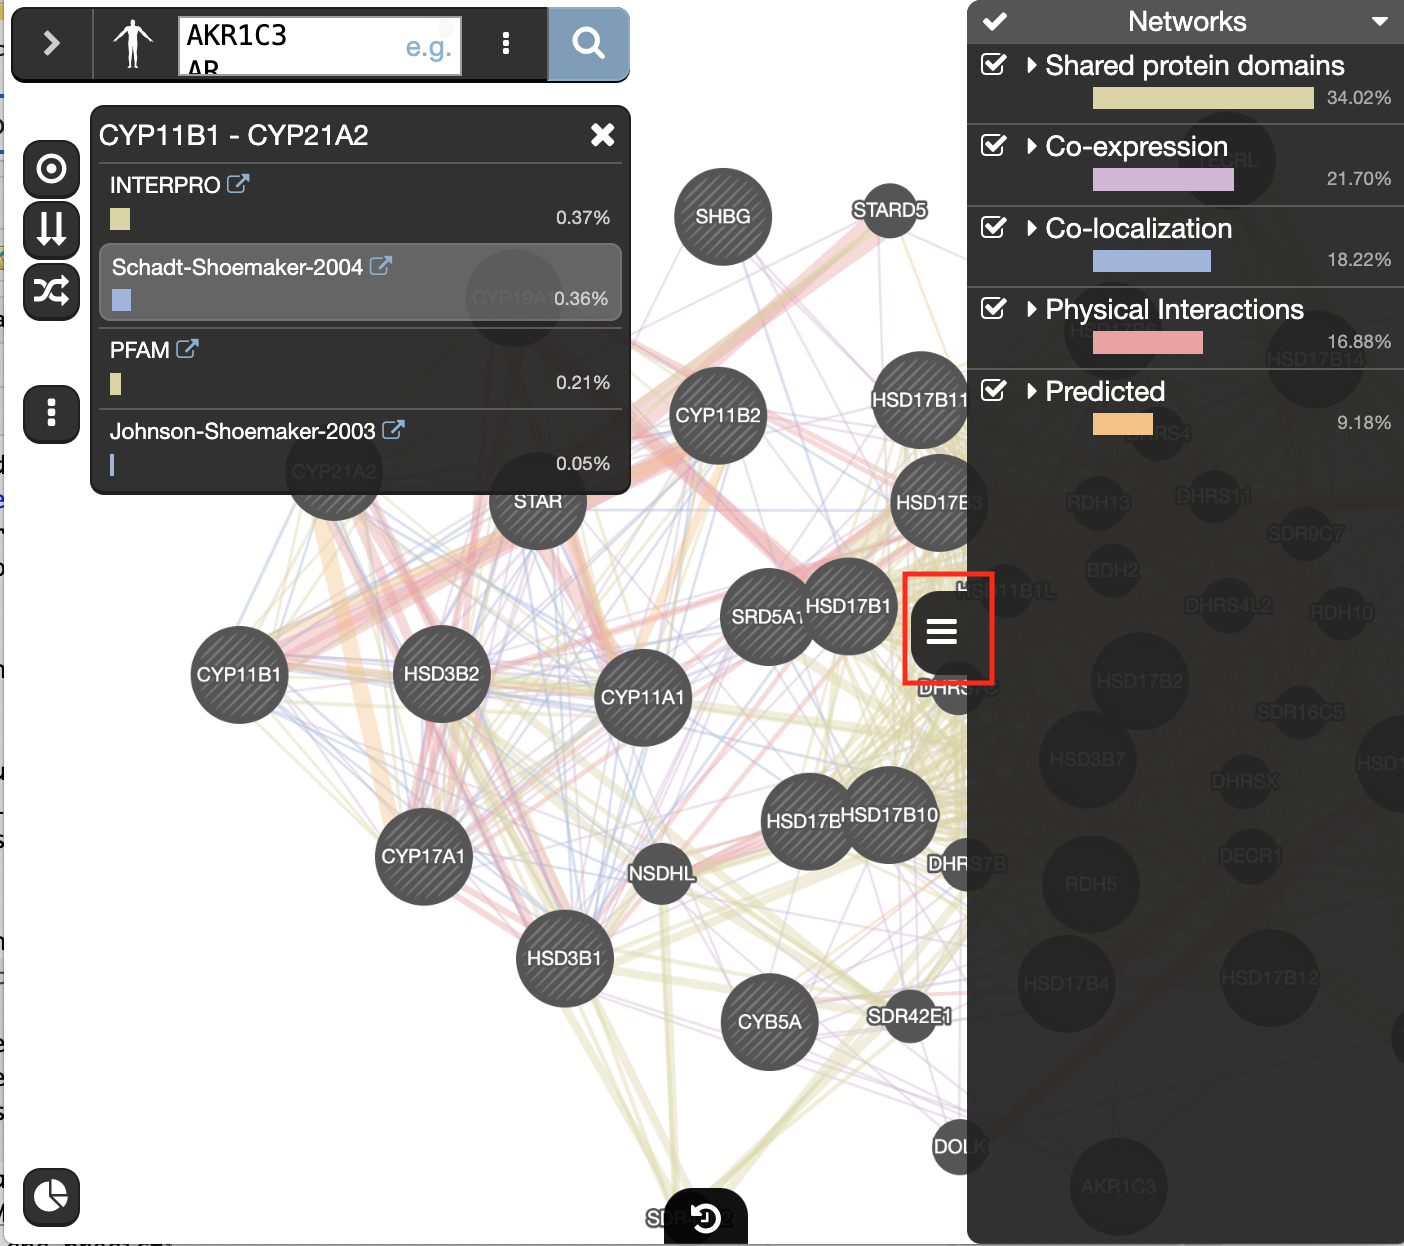 AKR1C3
AR
e.g.
Networks
Shared protein domains
34.02%
Co-expression
21.70%
Co-localization
18.22%
Physical Interactions
16.88%
Predicted
9.18%
CYP11B1 - CYP21A2
INTERPRO
0.37%
Schadt-Shoemaker-2004
0.36%
PFAM
0.21%
Johnson-Shoemaker-2003
0.05%
SHBG
STARD5
CYP11B2
HSD17B11
CYP21A2
STAR
HSD17B3
RDH13
DHRS11
DHRS4
HSD17B14
SDR9C7
BDH2
HSD11B1L
DHRS4L2
RDH10
SRD5A1
HSD17B1
CYP11B1
HSD3B2
CYP11A1
DHRS7C
HSD17B2
SDR16C5
HSD3B7
DHRSX
HSD1
HSD17B
HSD17B10
CYP17A1
NSDHL
DHRS7B
DECR1
RDH5
HSD3B1
HSD17B4
HSD17B12
CYB5A
SDR42E1
DOLK
AKR1C3